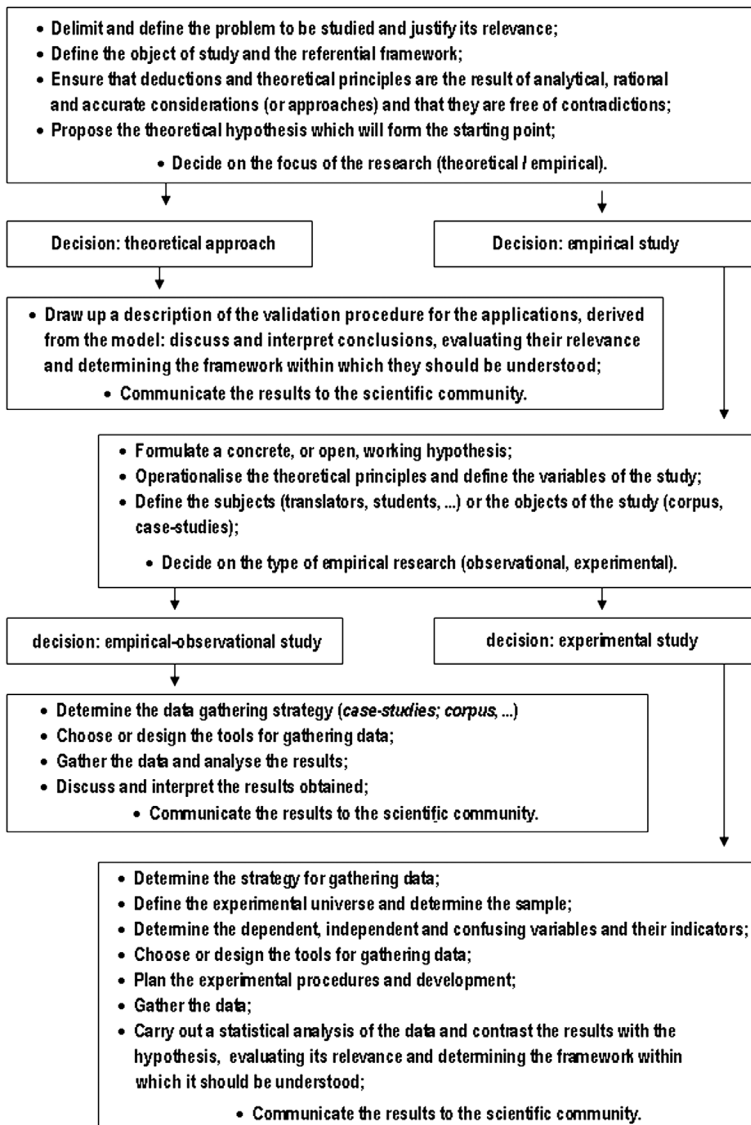 • Delimit and define the problem to be studied and justify its relevance;
• Define the object of study and the referential framework;
• Ensure that deductions and theoretical principles are the result of analytical, rational
and accurate considerations (or approaches) and that they are free of contradictions;
• Propose the theoretical hypothesis which will form the starting point;
• Decide on the focus of the research (theoretical / empirical).
Decision: theoretical approach
Decision: empirical study
• Draw up a description of the validation procedure for the applications, derived
from the model: discuss and interpret conclusions, evaluating their relevance
and determining the framework within which they should be understood;
• Communicate the results to the scientific community.
• Formulate a concrete, or open, working hypothesis;
• Operationalise the theoretical principles and define the variables of the study;
• Define the subjects (translators, students, ...) or the objects of the study (corpus,
case-studies);
• Decide on the type of empirical research (observational, experimental).
decision: empirical-observational study
decision: experimental study
• Determine the data gathering strategy (case-studies; corpus, ...)
• Choose or design the tools for gathering data;
• Gather the data and analyse the results;
• Discuss and interpret the results obtained;
• Communicate the results to the scientific community.
• Determine the strategy for gathering data;
• Define the experimental universe and determine the sample;
• Determine the dependent, independent and confusing variables and their indicators;
• Choose or design the tools for gathering data;
• Plan the experimental procedures and development;
• Gather the data;
• Carry out a statistical analysis of the data and contrast the results with the
hypothesis, evaluating its relevance and determining the framework within
which it should be understood;
• Communicate the results to the scientific community.